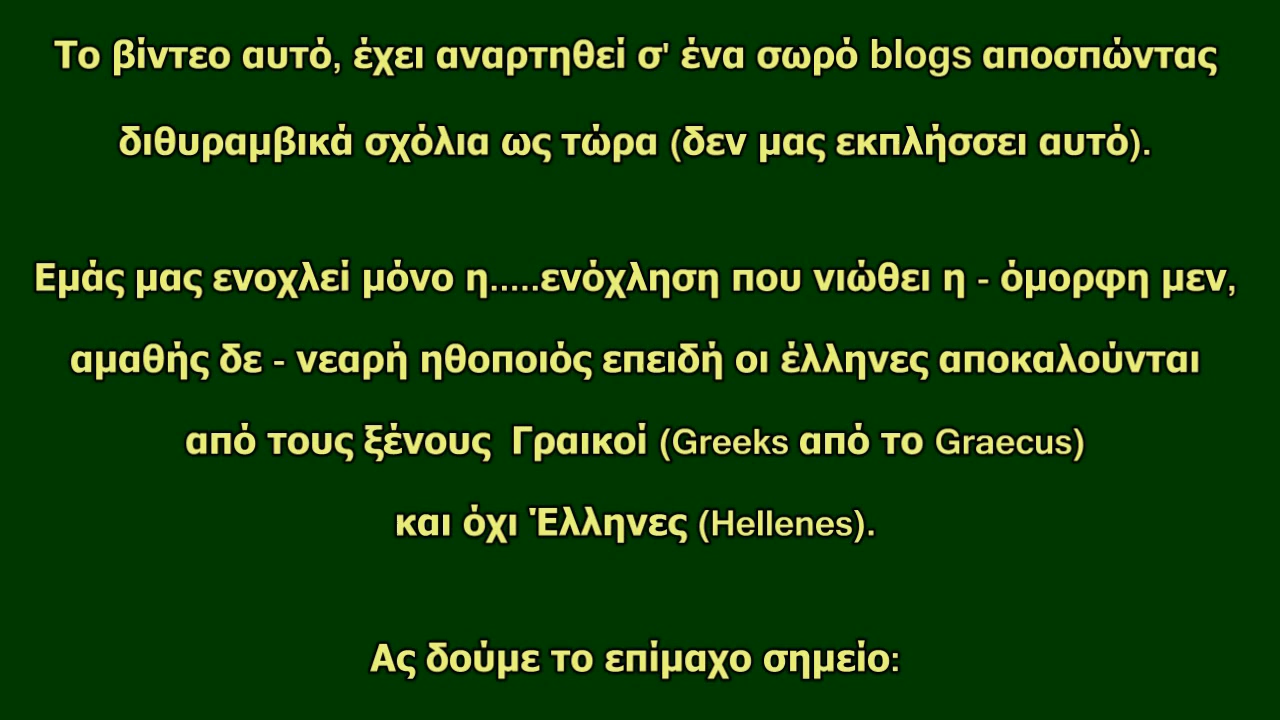 Το βίντεο αυτό, έχει αναρτηθεί σ' ένα σωρό blogs αποσπώντας
διθυραμβικά σχόλια ως τώρα (δεν μας εκπλήσσει αυτό).
Εμάς μας ενοχλεί μόνο η.....ενόχληση που νιώθει η - όμορφη μεν,
αμαθής δε - νεαρή ηθοποιός επειδή οι έλληνες αποκαλούνται
από τους ξένους  Γραικοί (Greeks από το Graecus)
και όχι Έλληνες (Hellenes).
Ας δούμε το επίμαχο σημείο: